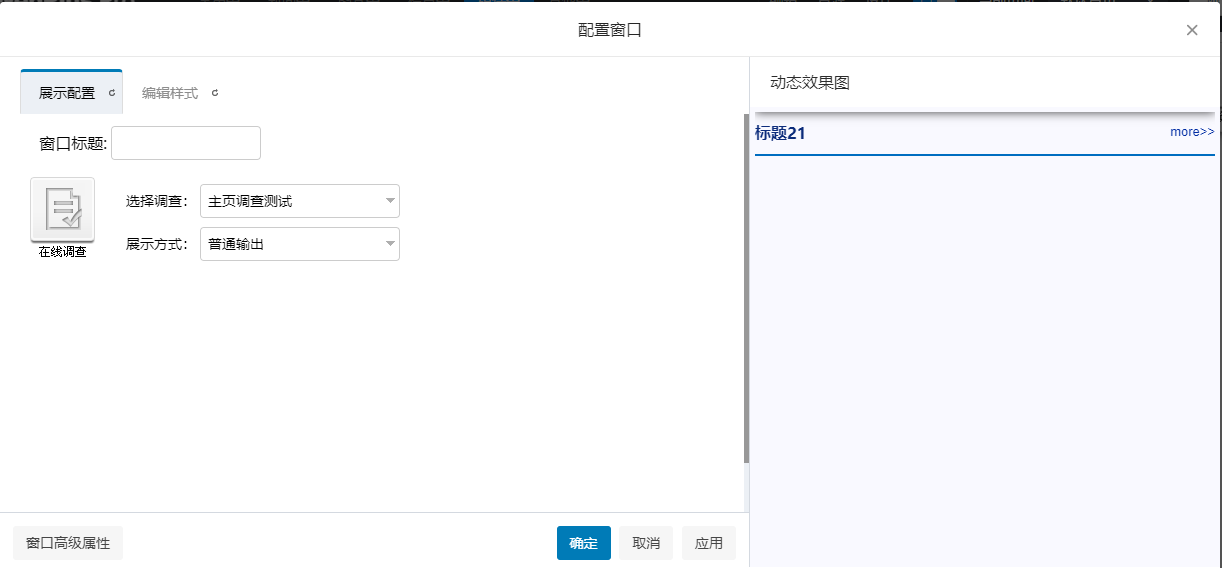 配置窗口
展示配置
编辑样式
动态效果图
窗口标题:
标题21
more>>
选择调查:
主页调查测试
在线调查
展示方式:
普通输出
窗口高级属性
确定
取消
应用